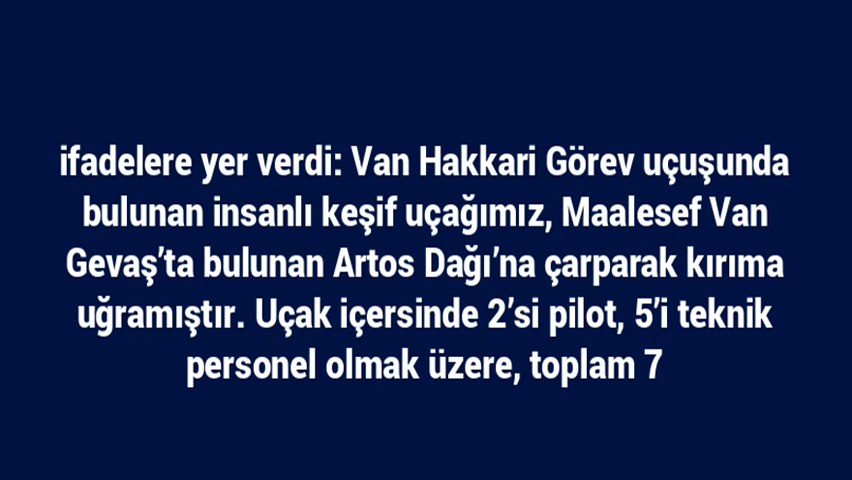 ifadelere yer verdi: Van Hakkari Görev uçuşunda
bulunan insanlı keşif uçağımız, Maalesef Van
Gevaş’ta bulunan Artos Dağı’na çarparak kırıma
uğramıştır. Uçak içersinde 2’si pilot, 5’i teknik
personel olmak üzere, toplam 7